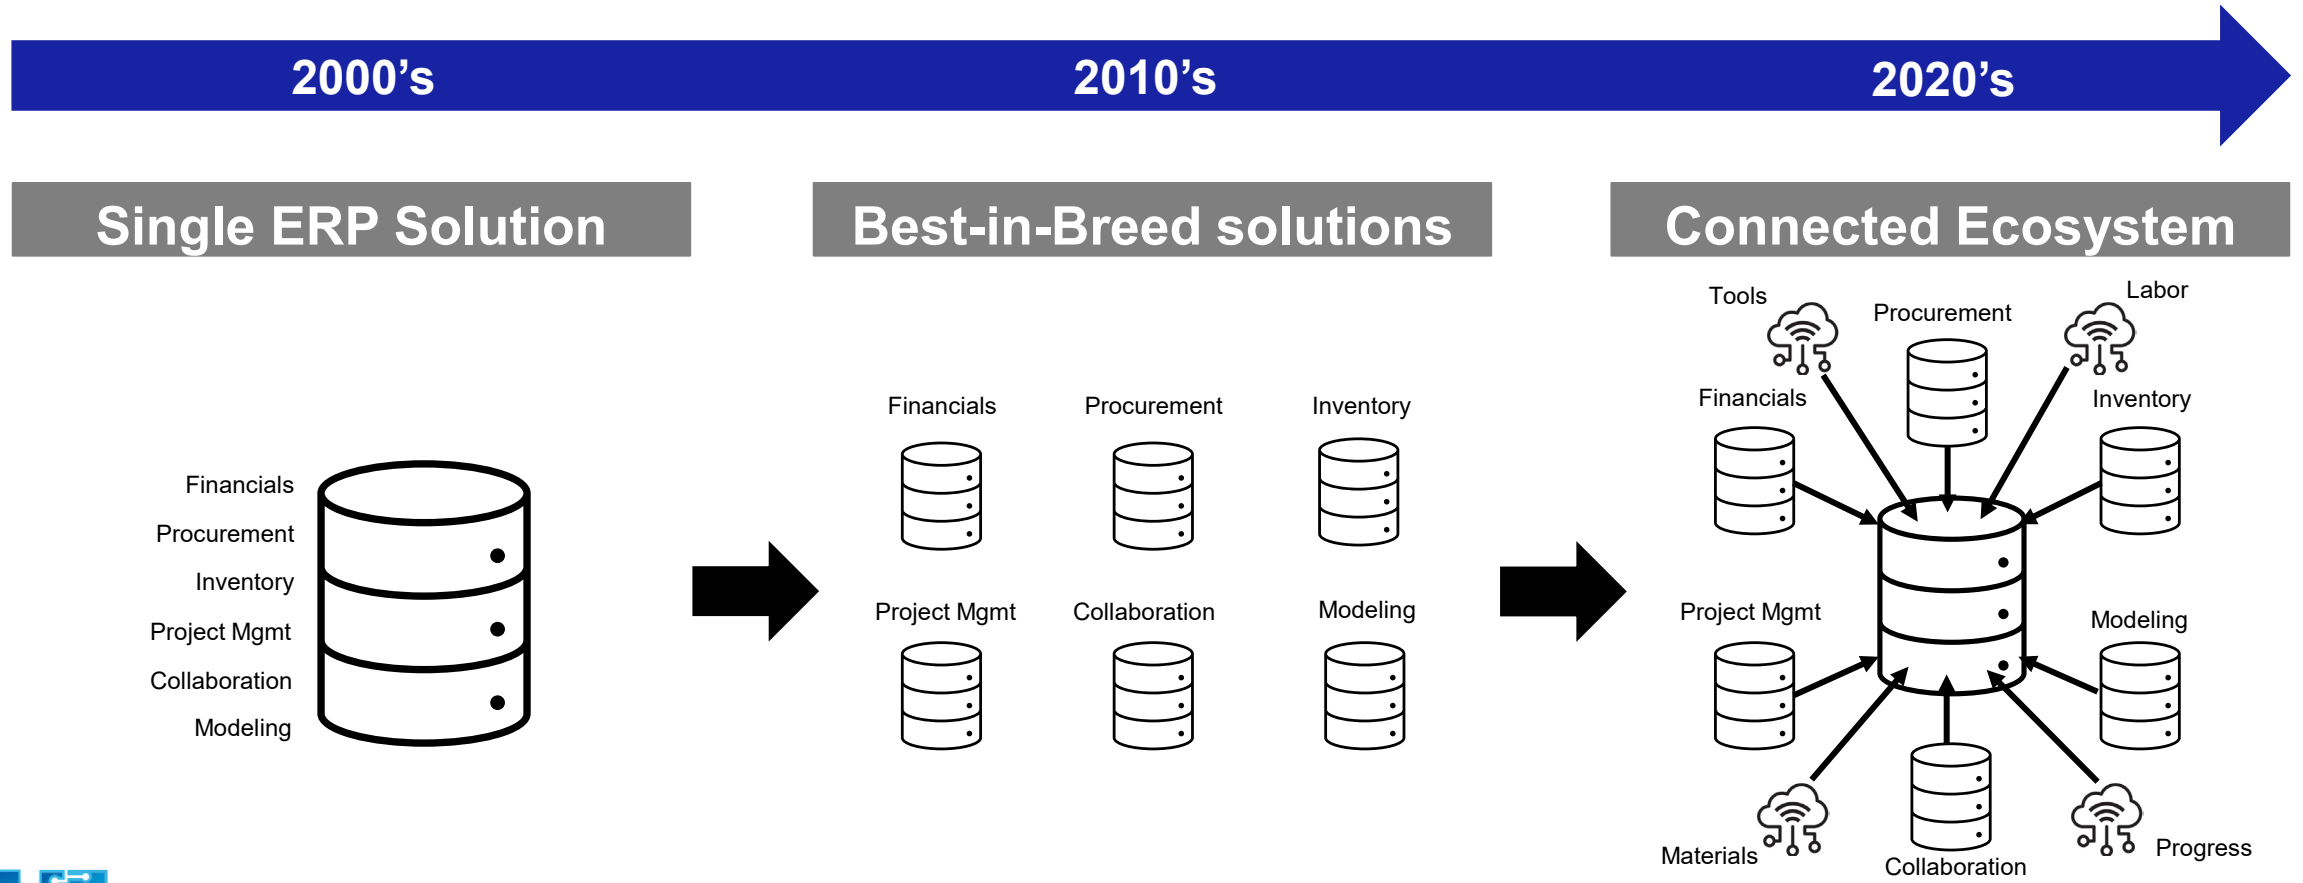 2000’s
2010’s
2020’s
Single ERP Solution
Best-in-Breed solutions
Connected Ecosystem
Financials
Procurement
Inventory
Project Mgmt
Collaboration
Modeling
Financials
Procurement
Inventory
Project Mgmt
Collaboration
Modeling
Tools
Procurement
Labor
Financials
Inventory
Project Mgmt
Modeling
Materials
Collaboration
Progress